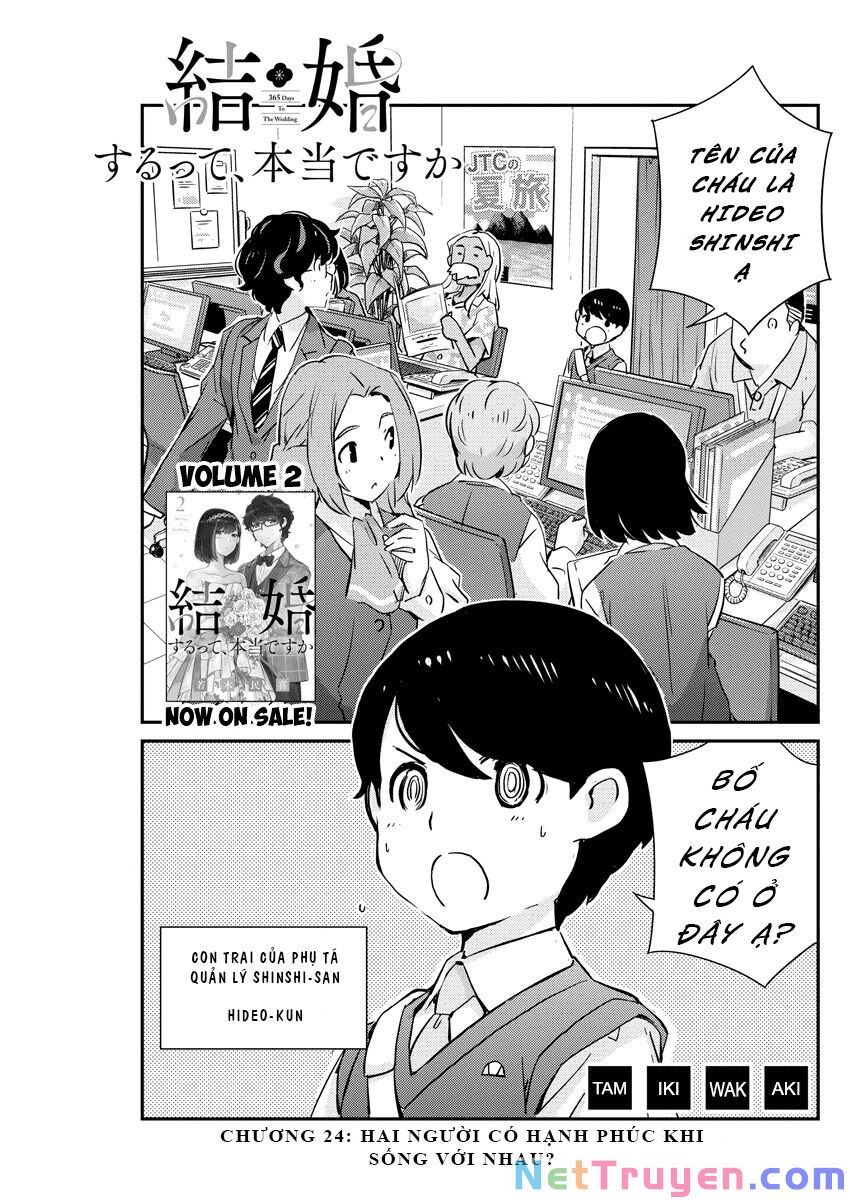 結婚
365 Days
To
The Wedding
するって、本当ですか
JTCの
夏旅
TÊN CỦA
CHÁU LÀ
HIDEO
SHINSHI
Ạ
VOLUME 2
2
結婚
するって、本当ですか
NOW ON SALE!
BỐ
CHÁU
KHÔNG
CÓ Ở
ĐÂY Ạ?
CON TRAI CỦA PHỤ TÁ
QUẢN LÝ SHINSHI-SAN
HIDEO-KUN
TAM IKI WAK AKI
CHƯƠNG 24: HAI NGƯỜI CÓ HẠNH PHÚC KHI
SỐNG VỚI NHAU?
NetTruyen.com